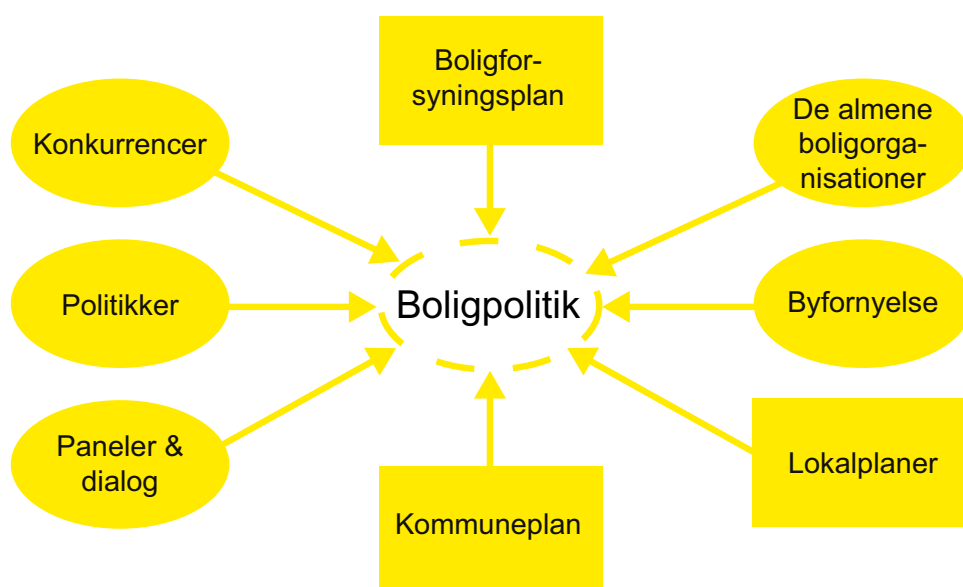 Boligfor-
syningsplan
Konkurrencer
De almene
boligorga-
nisationer
Politikker
Boligpolitik
Byfornyelse
Paneler &
dialog
Kommuneplan
Lokalplaner